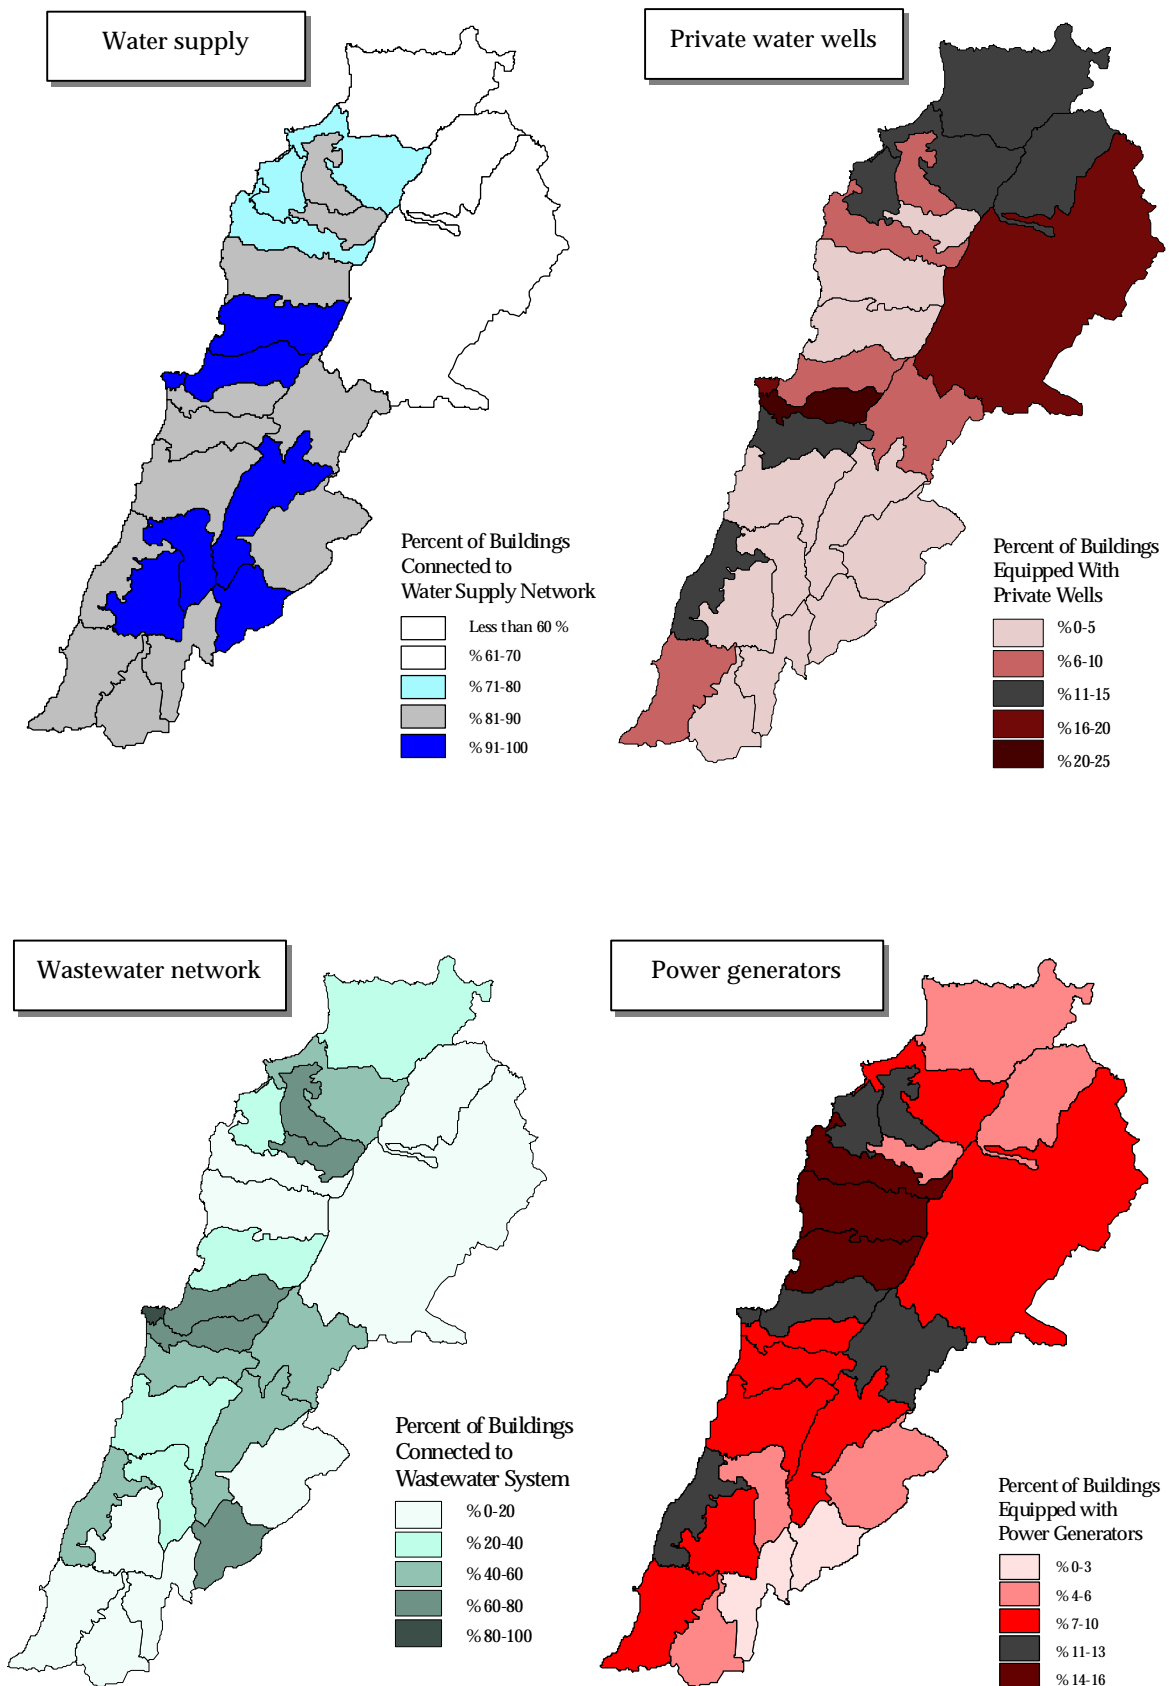 Water supply
Percent of Buildings
Connected to
Water Supply Network
Less than 60 %
% 61-70
% 71-80
% 81-90
% 91-100
Private water wells
Percent of Buildings
Equipped With
Private Wells
% 0-5
% 6-10
% 11-15
% 16-20
% 20-25
Wastewater network
Percent of Buildings
Connected to
Wastewater System
% 0-20
% 20-40
% 40-60
% 60-80
% 80-100
Power generators
Percent of Buildings
Equipped with
Power Generators
% 0-3
% 4-6
% 7-10
% 11-13
% 14-16